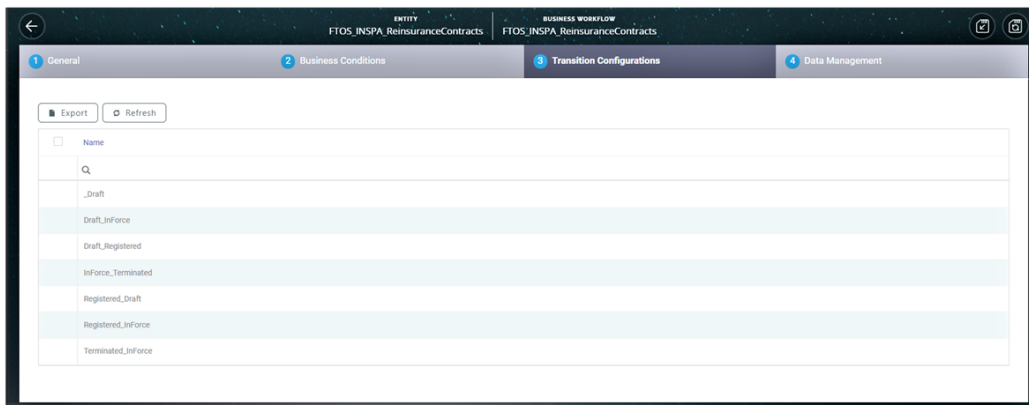 ENTITY
FTOS_INSPA_ReinsuranceContracts
BUSINESS WORKFLOW
FTOS_INSPA_ReinsuranceContracts
1 General
2 Business Conditions
3 Transition Configurations
4 Data Management
Export
Refresh
Name
_Draft
Draft_InForce
Draft_Registered
InForce_Terminated
Registered_Draft
Registered_InForce
Terminated_InForce